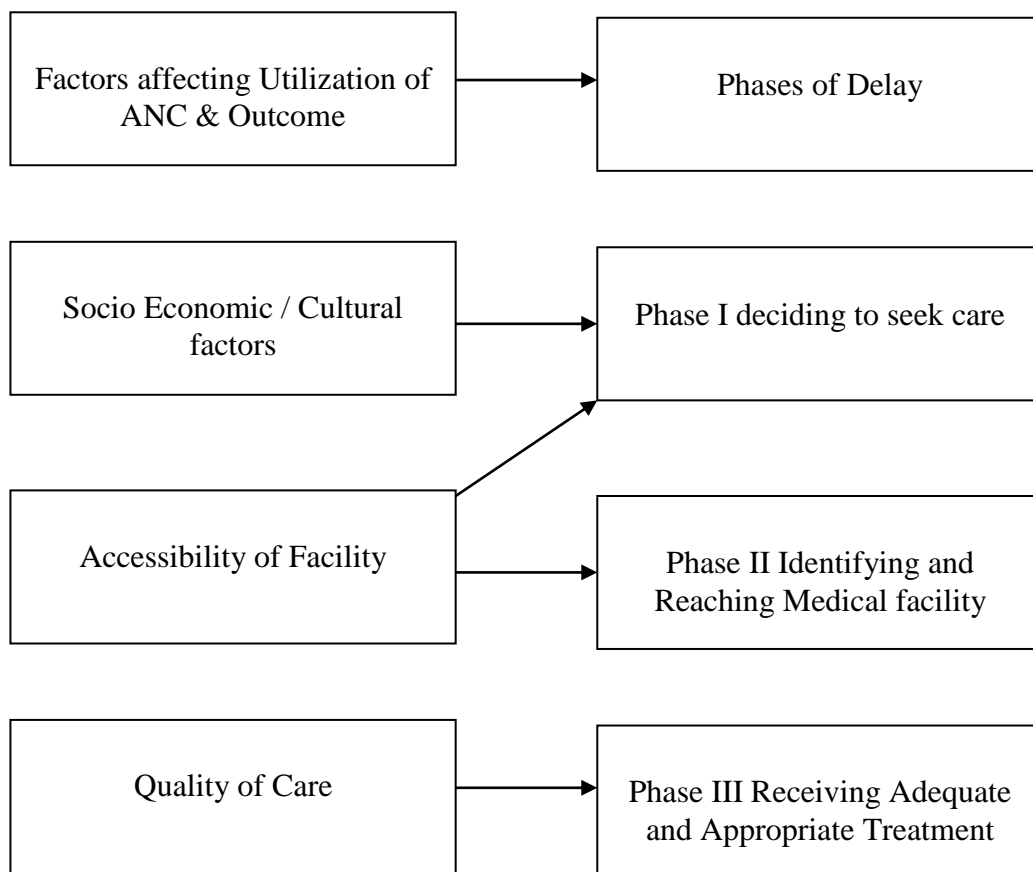 Factors affecting Utilization of
ANC & Outcome
Phases of Delay
Socio Economic / Cultural
factors
Phase I deciding to seek care
Accessibility of Facility
Phase II Identifying and
Reaching Medical facility
Quality of Care
Phase III Receiving Adequate
and Appropriate Treatment